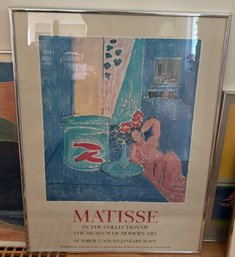 MATISSE
IN THE COLLECTION OF
THE MUSEUM OF MODERN ART
OCTOBER 27, 1978 TO JANUARY 30, 1979